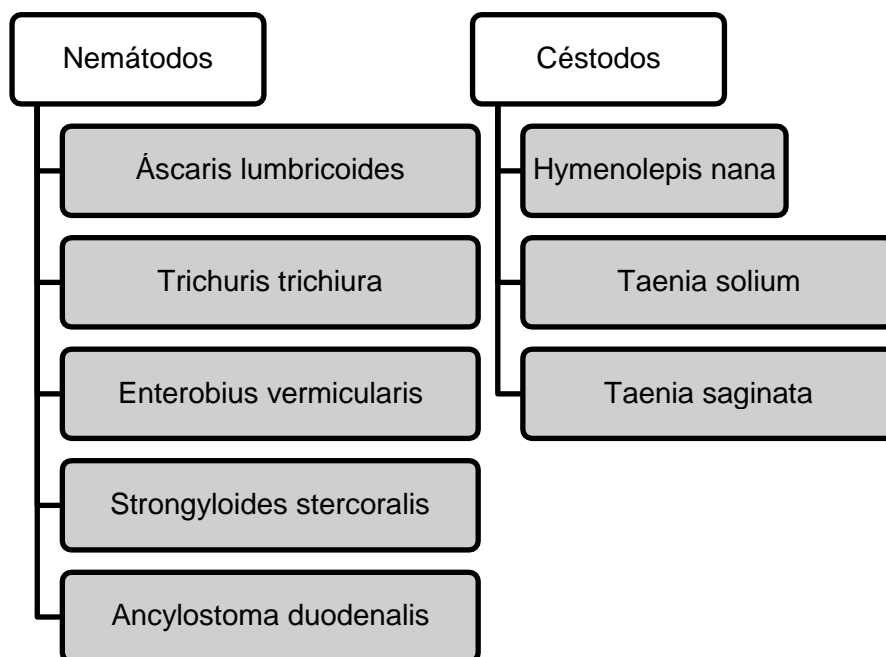 Nemátodos
Áscaris lumbricoides
Trichuris trichiura
Enterobius vermicularis
Strongyloides stercoralis
Ancylostoma duodenalis
Céstodos
Hymenolepis nana
Taenia solium
Taenia saginata